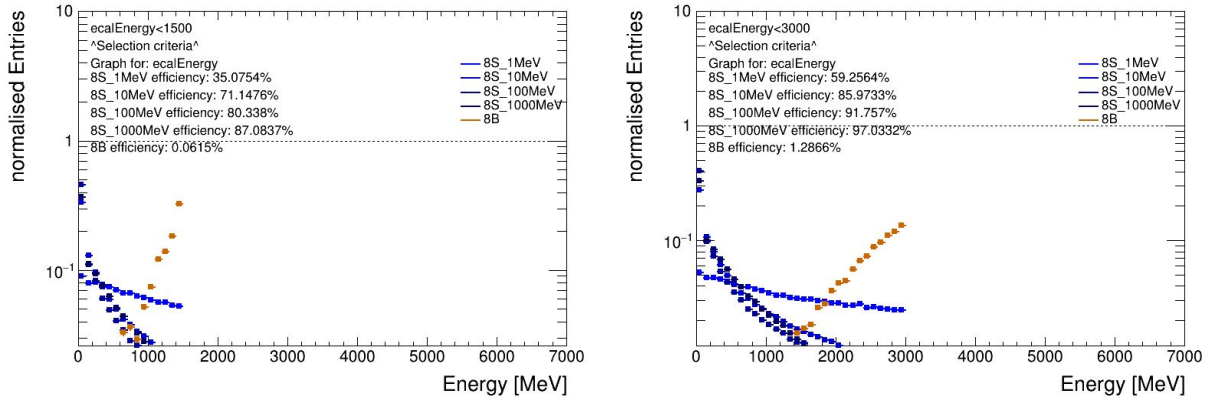 10
ecalEnergy<1500
^Selection criteria^
Graph for: ecalEnergy
8S_1MeV efficiency: 35.0754%
8S_10MeV efficiency: 71.1476%
8S_100MeV efficiency: 80.338%
8S_1000MeV efficiency: 87.0837%
8B efficiency: 0.0615%
8S_1MeV
8S_10MeV
8S_100MeV
8S_1000MeV
8B
normalised Entries
1
10⁻¹
0 1000 2000 3000 4000 5000 6000 7000
Energy [MeV]
10
ecalEnergy<3000
^Selection criteria^
Graph for: ecalEnergy
8S_1MeV efficiency: 59.2564%
8S_10MeV efficiency: 85.9733%
8S_100MeV efficiency: 91.757%
8S_1000MeV efficiency: 97.0332%
8B efficiency: 1.2866%
8S_1MeV
8S_10MeV
8S_100MeV
8S_1000MeV
8B
normalised Entries
1
10⁻¹
0 1000 2000 3000 4000 5000 6000 7000
Energy [MeV]